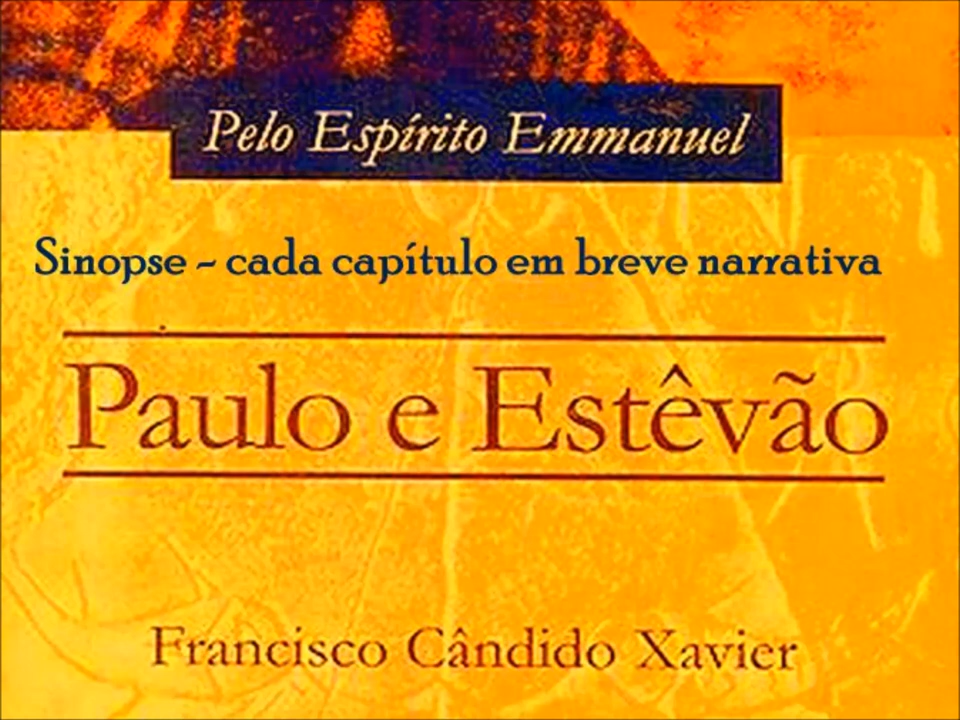 Pelo Espírito Emmanuel
Sinopse - cada capítulo em breve narrativa
Paulo e Estêvão
Francisco Cândido Xavier